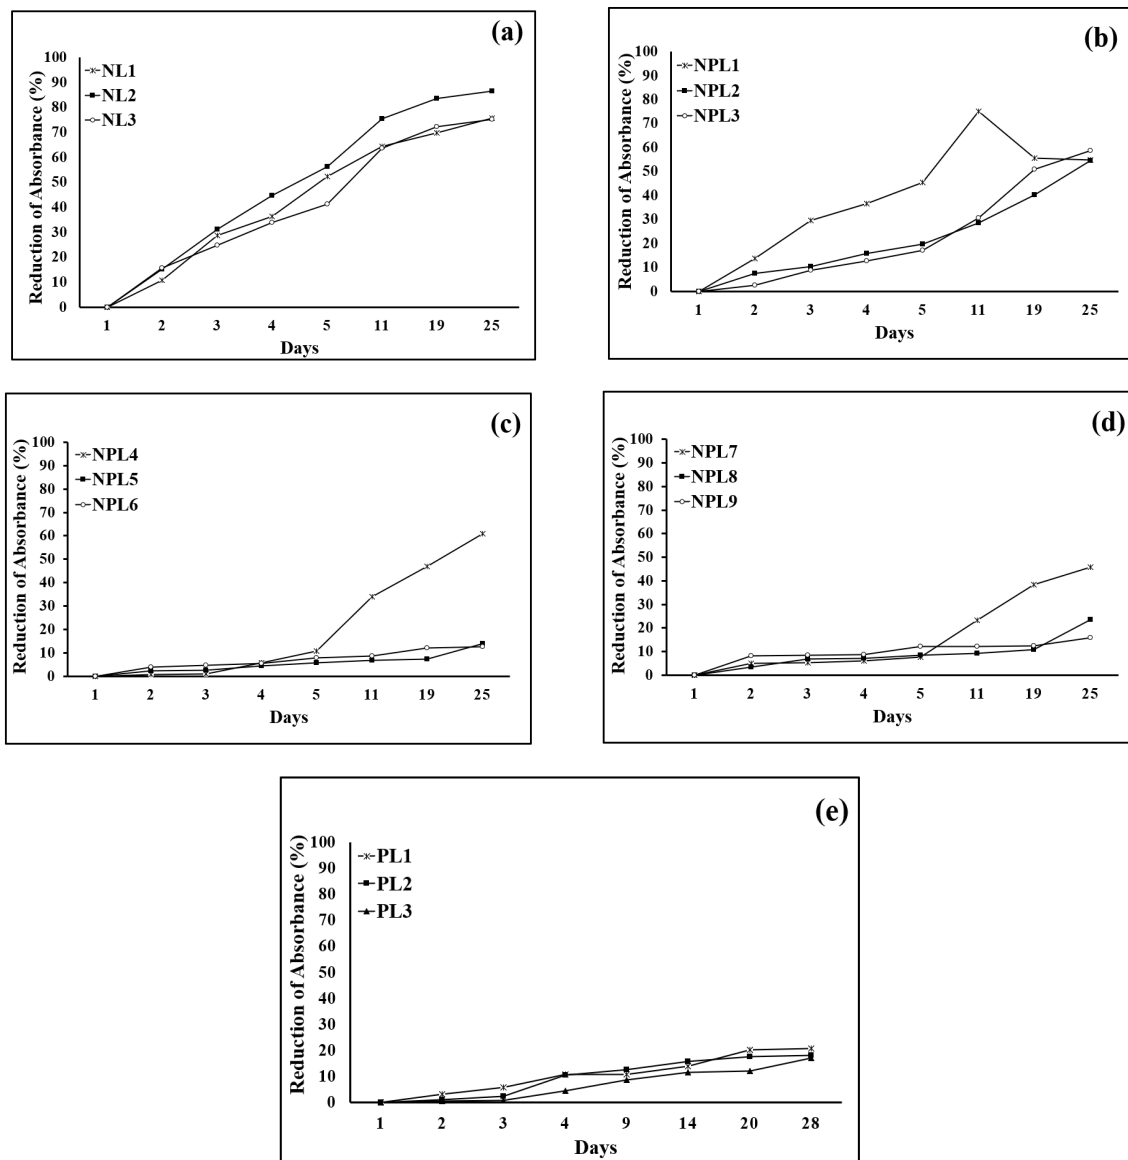 (a)
Reduction of Absorbance (%)
100
90
80
70
60
50
40
30
20
10
0
NL1
NL2
NL3
1 2 3 4 5 11 19 25
Days
(b)
Reduction of Absorbance (%)
100
90
80
70
60
50
40
30
20
10
0
NPL1
NPL2
NPL3
1 2 3 4 5 11 19 25
Days
(c)
Reduction of Absorbance (%)
100
90
80
70
60
50
40
30
20
10
0
NPL4
NPL5
NPL6
1 2 3 4 5 11 19 25
Days
(d)
Reduction of Absorbance (%)
100
90
80
70
60
50
40
30
20
10
0
NPL7
NPL8
NPL9
1 2 3 4 5 11 19 25
Days
(e)
Reduction of Absorbance (%)
100
90
80
70
60
50
40
30
20
10
0
PL1
PL2
PL3
1 2 3 4 9 14 20 28
Days